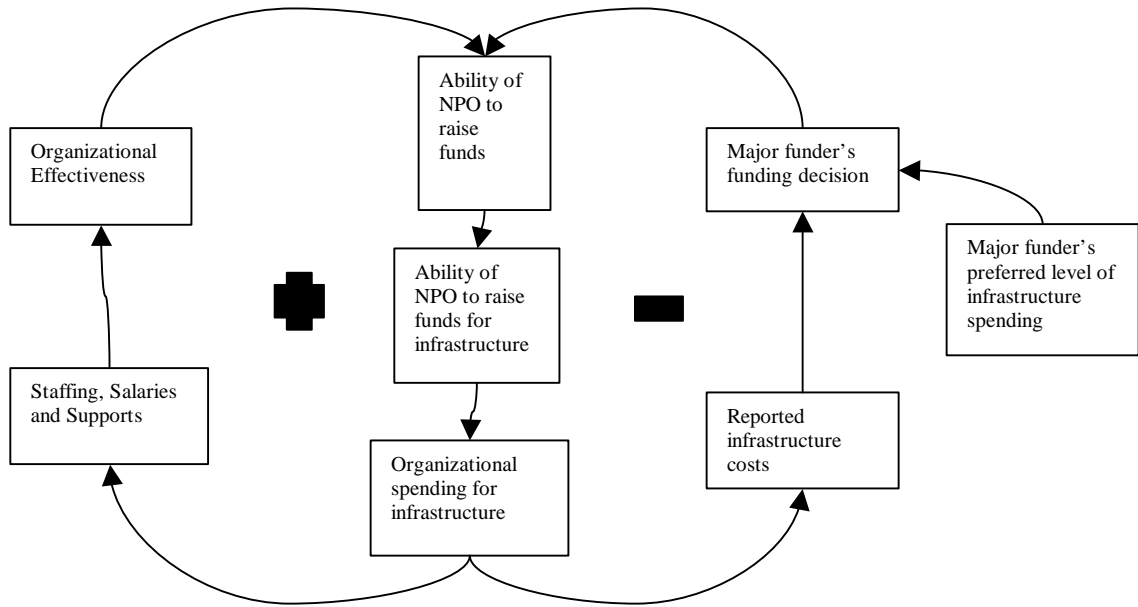 Ability of
NPO to
raise
funds
Organizational
Effectiveness
Major funder’s
funding decision
Major funder’s
preferred level of
infrastructure
spending
Ability of
NPO to raise
funds for
infrastructure
Staffing, Salaries
and Supports
Reported
infrastructure
costs
Organizational
spending for
infrastructure